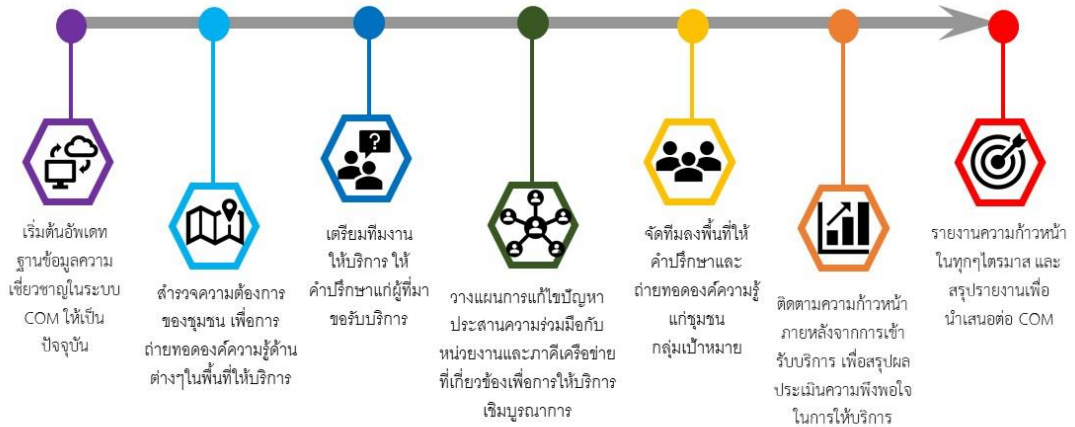 เริ่มต้นอัพเดท
ฐานข้อมูลความ
เชี่ยวชาญในระบบ
COM ให้เป็น
ปัจจุบัน
สำรวจความต้องการ
ของชุมชน เพื่อการ
ถ่ายทอดองค์ความรู้ด้าน
ต่างๆในพื้นที่ให้บริการ
?
เตรียมทีมงาน
ให้บริการ ให้
คำปรึกษาแก่ผู้ที่มา
ขอรับบริการ
วางแผนการแก้ไขปัญหา
ประสานความร่วมมือกับ
หน่วยงานและภาคีเครือข่าย
ที่เกี่ยวข้องเพื่อการให้บริการ
เชิงบูรณาการ
จัดทีมลงพื้นที่ให้
คำปรึกษาและ
ถ่ายทอดองค์ความรู้
แก่ชุมชน
กลุ่มเป้าหมาย
ติดตามความก้าวหน้า
ภายหลังจากการเข้า
รับบริการ เพื่อสรุปผล
ประเมินความพึงพอใจ
ในการให้บริการ
รายงานความก้าวหน้า
ในทุกๆไตรมาส และ
สรุปรายงานเพื่อ
นำเสนอต่อ COM